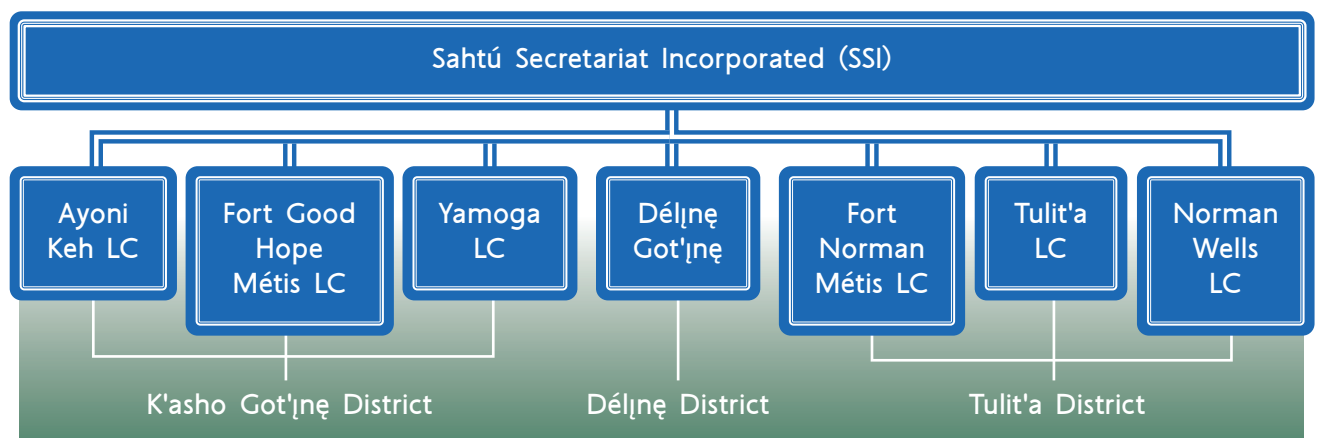 Sahtú Secretariat Incorporated (SSI)
Ayoni
Keh LC
Fort Good
Hope
Métis LC
Yamoga
LC
Délı̨nę
Got'ı̨nę
Fort
Norman
Métis LC
Tulit'a
LC
Norman
Wells
LC
K'asho Got'ı̨nę District
Délı̨nę District
Tulit'a District